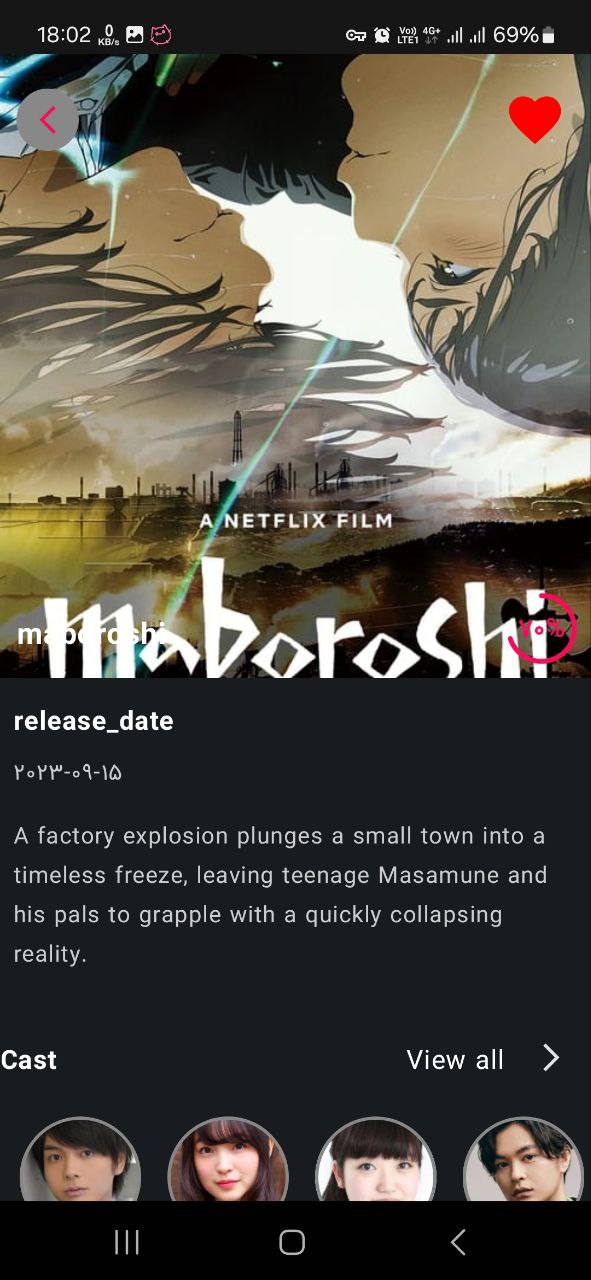 18:02 0 KB/s Vo)) LTE1 4G+ 69%
A NETFLIX FILM
maboroshi
maboroshi
۷۰%
release_date
۲۰۲۳-۰۹-۱۵
A factory explosion plunges a small town into a
timeless freeze, leaving teenage Masamune and
his pals to grapple with a quickly collapsing
reality.
Cast View all